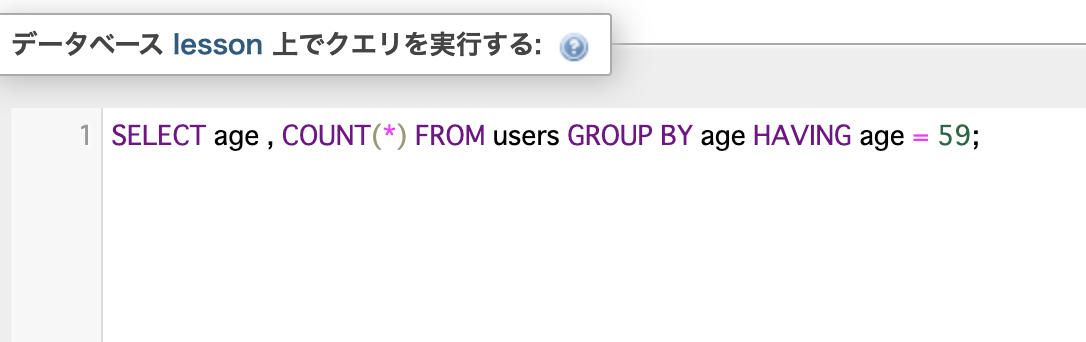 データベース lesson 上でクエリを実行する:
1 SELECT age , COUNT(*) FROM users GROUP BY age HAVING age = 59;